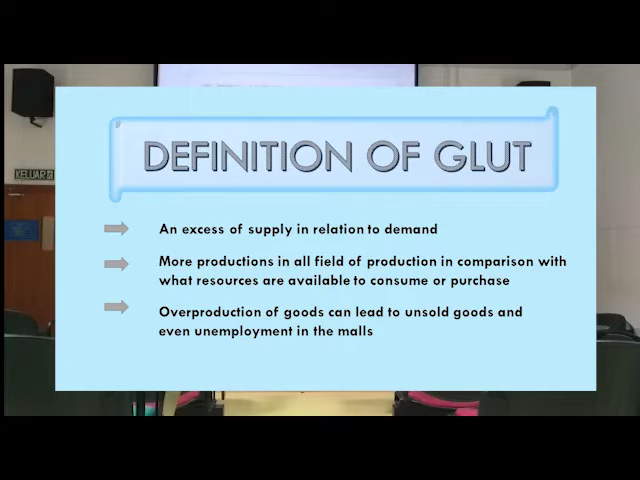 DEFINITION OF GLUT
KELUAR
An excess of supply in relation to demand
More productions in all field of production in comparison with
what resources are available to consume or purchase
Overproduction of goods can lead to unsold goods and
even unemployment in the malls